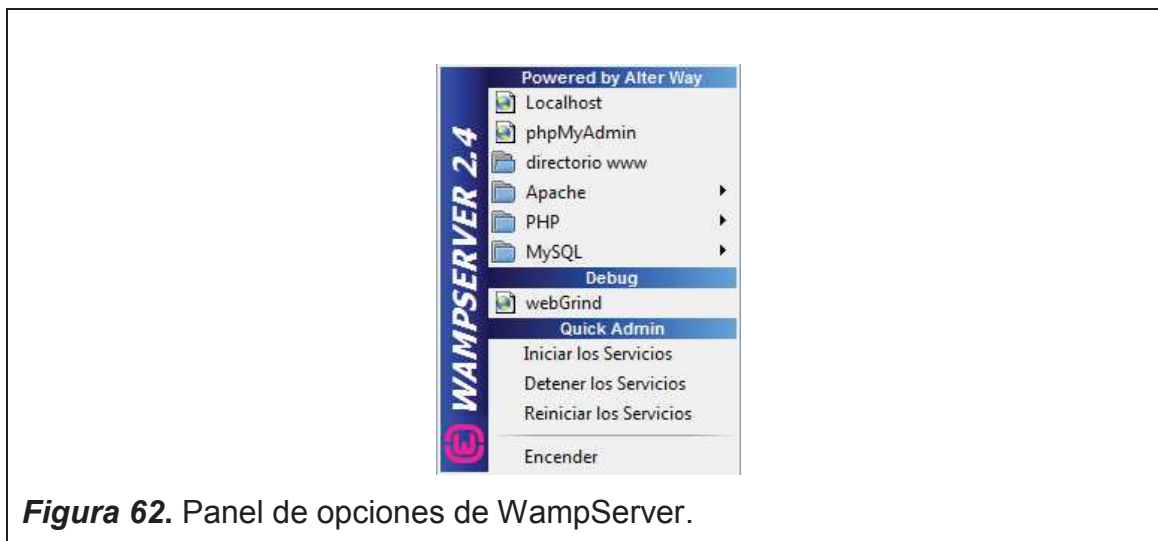 WAMPSERVER 2.4
Powered by Alter Way
Localhost
phpMyAdmin
directorio www
Apache
PHP
MySQL
Debug
webGrind
Quick Admin
Iniciar los Servicios
Detener los Servicios
Reiniciar los Servicios
Encender
Figura 62. Panel de opciones de WampServer.